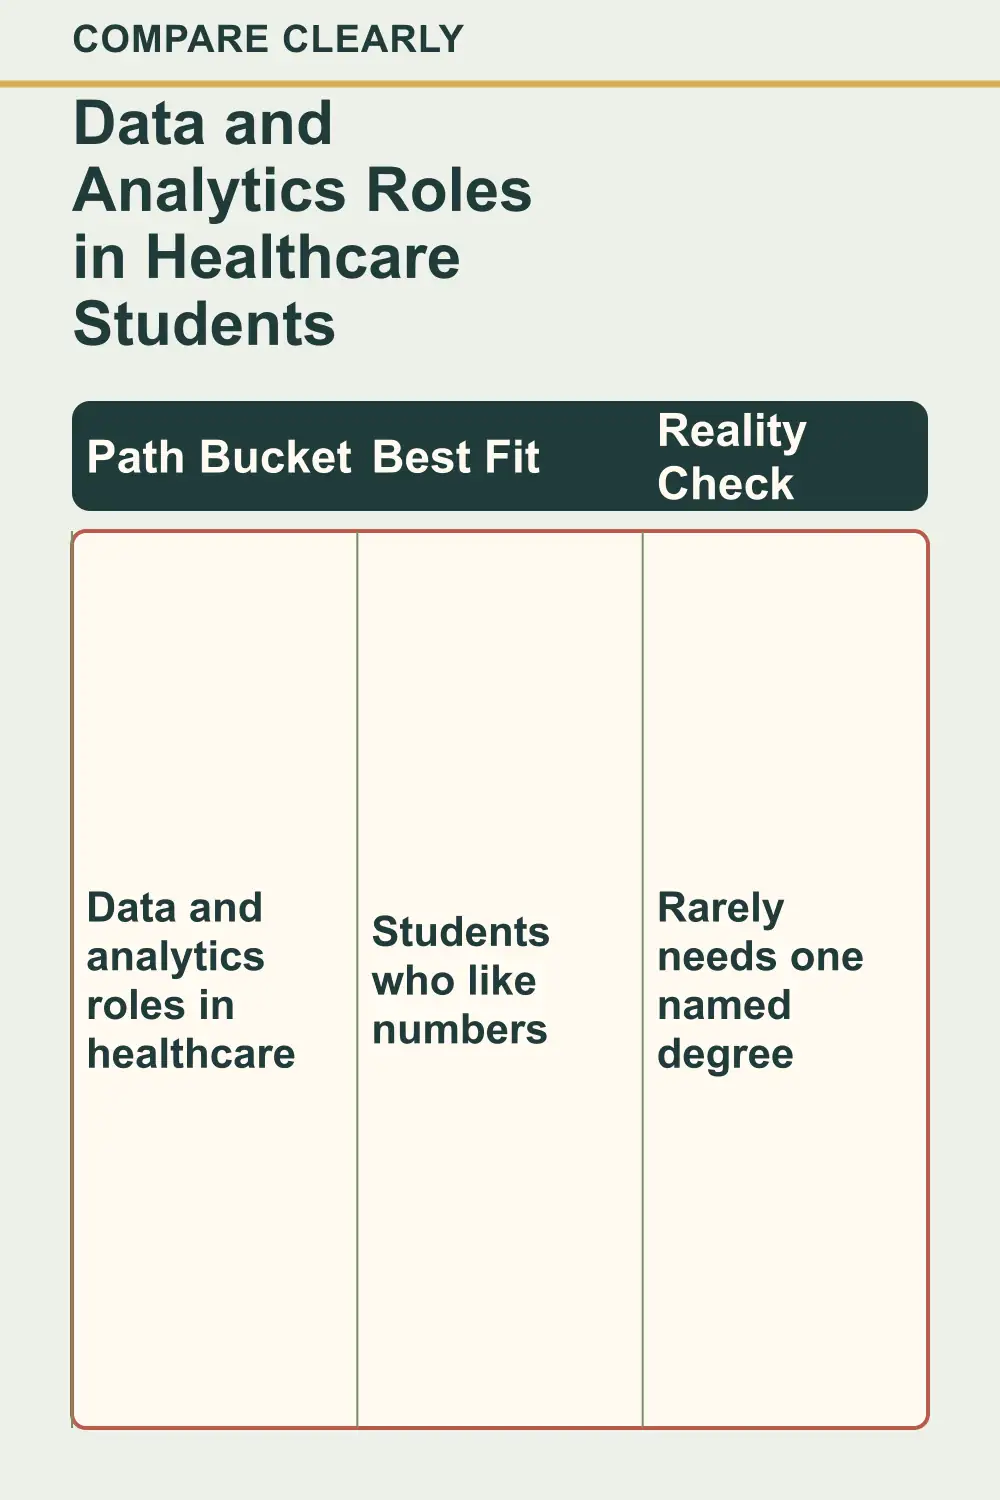 COMPARE CLEARLY
Data and
Analytics Roles
in Healthcare
Students
Path Bucket
Best Fit
Reality
Check
Data and
analytics
roles in
healthcare
Students
who like
numbers
Rarely
needs one
named
degree